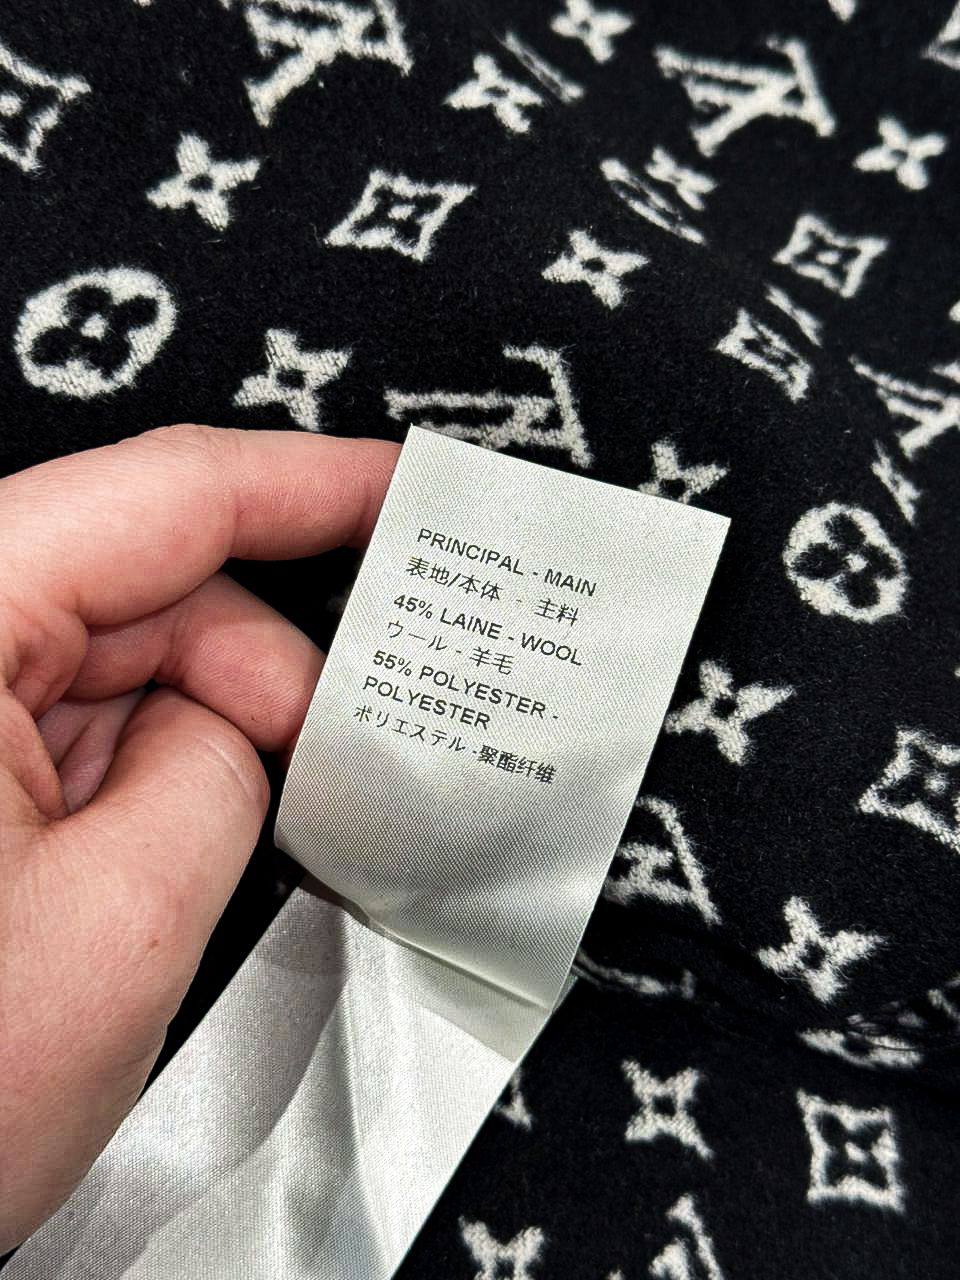 PRINCIPAL - MAIN
表地/本体 - 主料
45% LAINE - WOOL
ウール - 羊毛
55% POLYESTER -
POLYESTER
ポリエステル -聚酯纤维